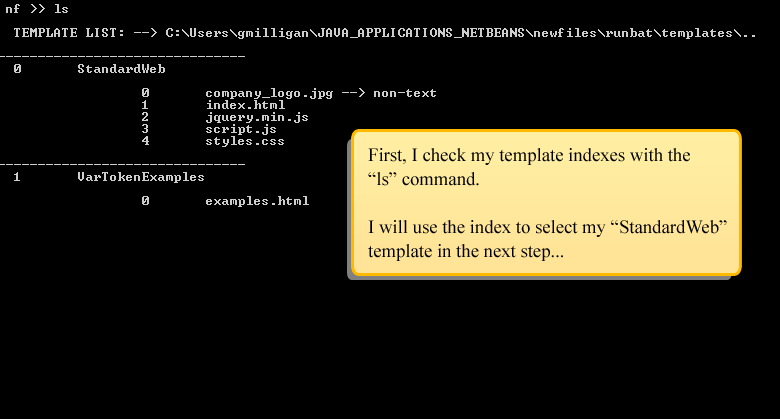 nf >> ls
TEMPLATE LIST: --> C:\Users\gmilligan\JAVA_APPLICATIONS_NETBEANS\newfiles\runbat\templates\..
0 StandardWeb
0 company_logo.jpg --> non-text
1 index.html
2 jquery.min.js
3 script.js
4 styles.css
1 VarTokenExamples
0 examples.html
First, I check my template indexes with the
“ls” command.
I will use the index to select my “StandardWeb”
template in the next step...